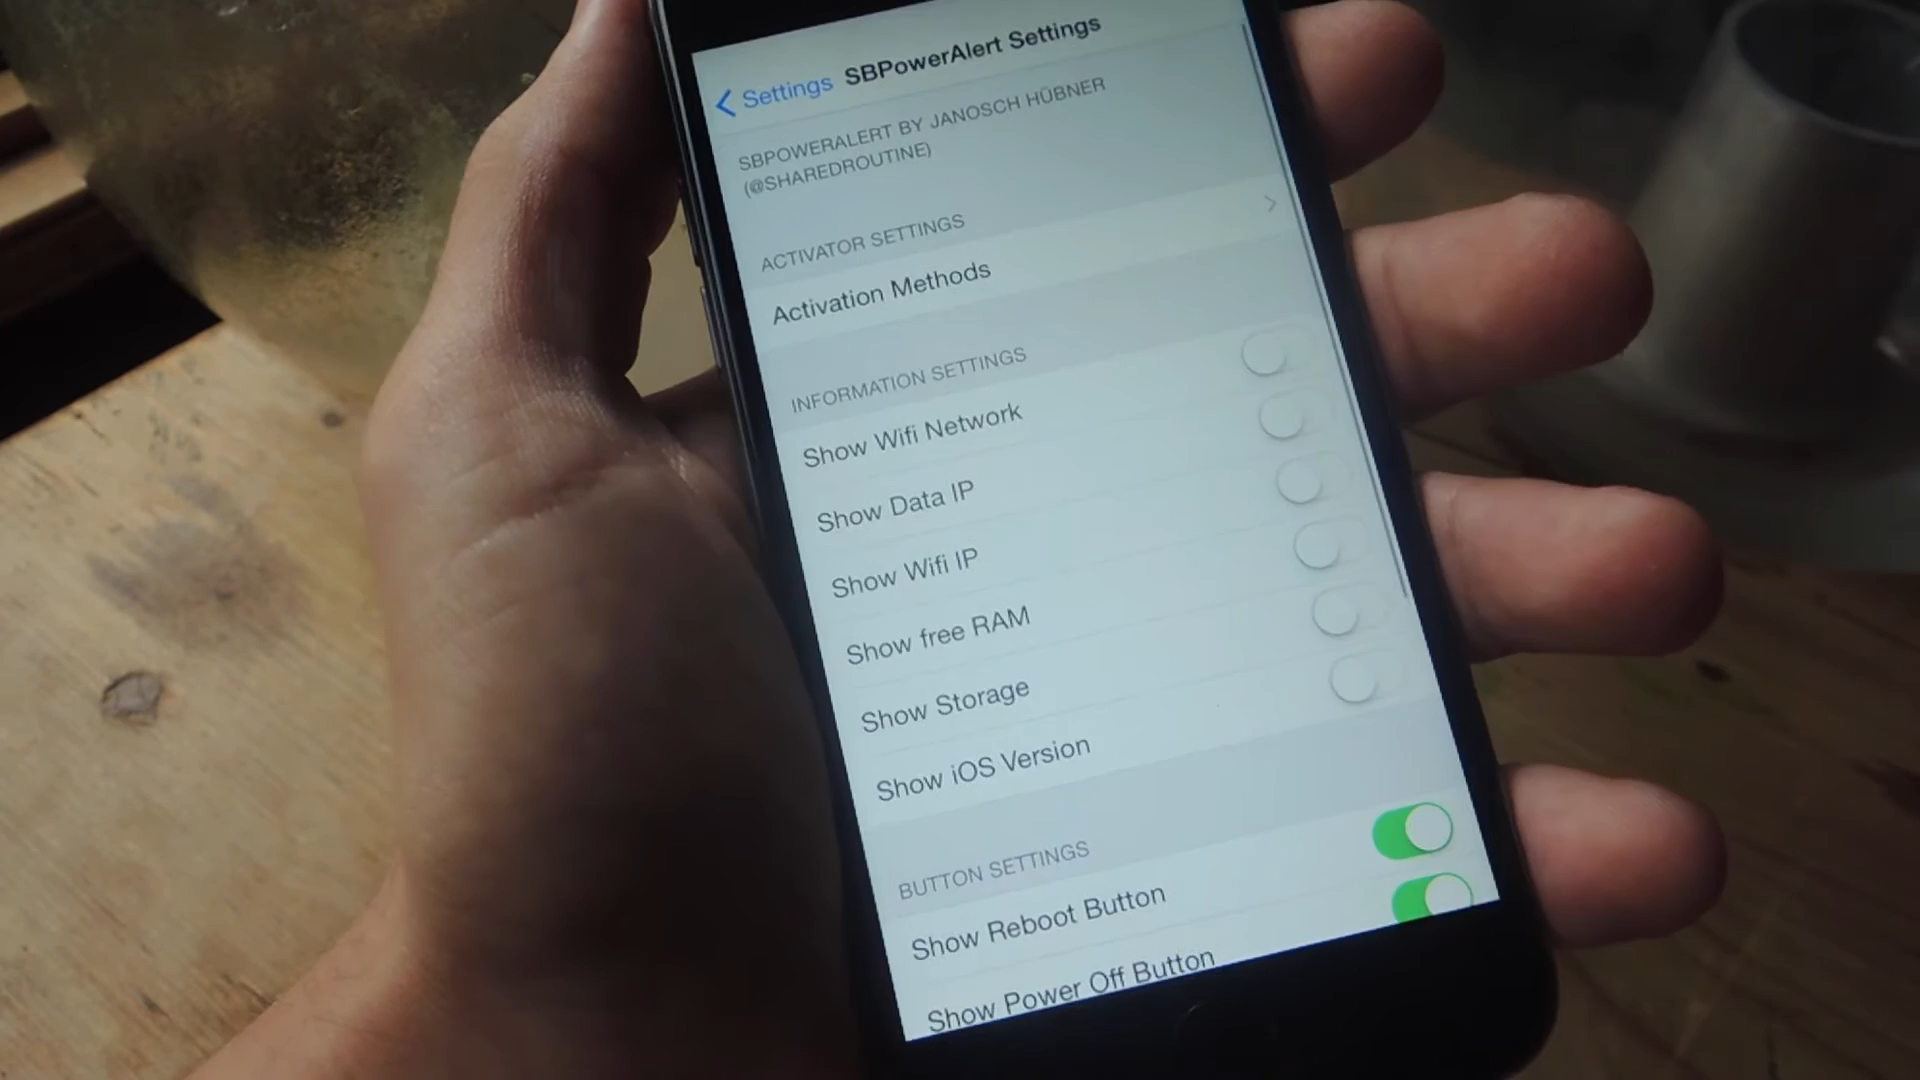 Settings SBPowerAlert Settings
SBPOWERALERT BY JANOSCH HÜBNER
(@SHAREDROUTINE)
ACTIVATOR SETTINGS
Activation Methods
INFORMATION SETTINGS
Show Wifi Network
Show Data IP
Show Wifi IP
Show free RAM
Show Storage
Show iOS Version
BUTTON SETTINGS
Show Reboot Button
Show Power Off Button